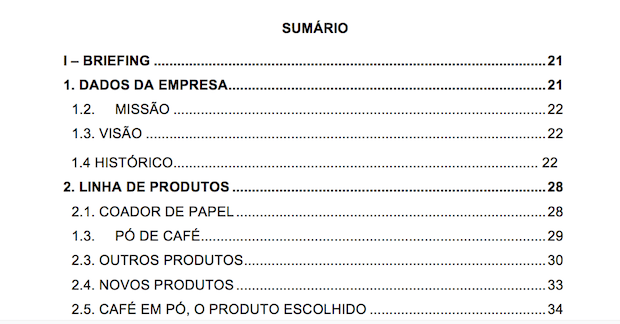 SUMÁRIO
I – BRIEFING ................................................................ 21
1. DADOS DA EMPRESA................................................................ 21
1.2. MISSÃO ................................................................ 22
1.3. VISÃO ................................................................ 22
1.4 HISTÓRICO................................................................ 22
2. LINHA DE PRODUTOS ................................................................ 28
2.1. COADOR DE PAPEL ................................................................ 28
1.3. PÓ DE CAFÉ................................................................ 29
2.3. OUTROS PRODUTOS................................................................ 30
2.4. NOVOS PRODUTOS ................................................................ 33
2.5. CAFÉ EM PÓ, O PRODUTO ESCOLHIDO ................................................................ 34